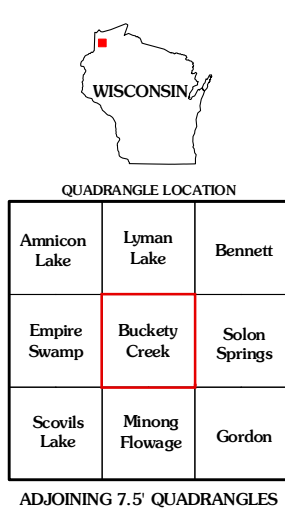 WISCONSIN
QUADRANGLE LOCATION
Amnicon
Lake
Lyman
Lake
Bennett
Empire
Swamp
Buckety
Creek
Solon
Springs
Scovils
Lake
Minong
Flowage
Gordon
ADJOINING 7.5' QUADRANGLES